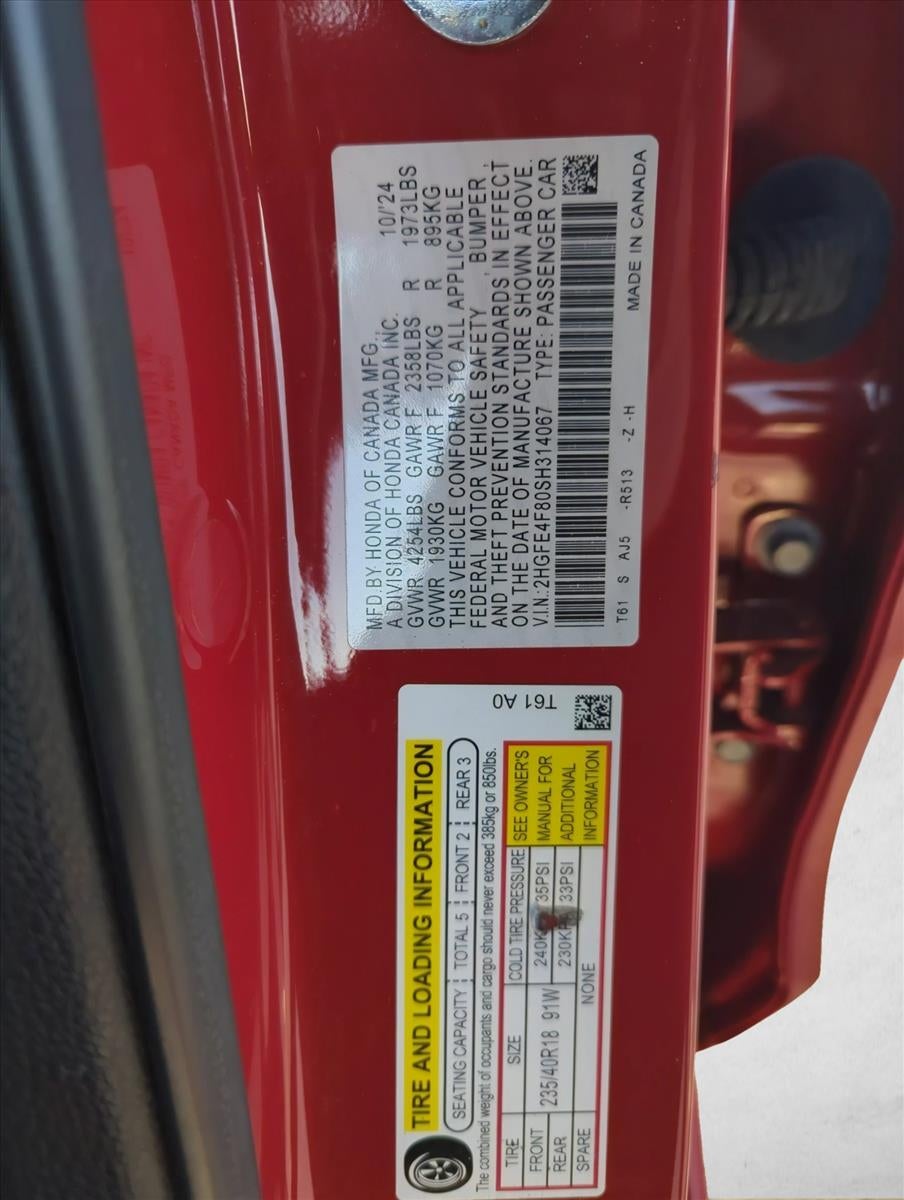 MFD.BY HONDA OF CANADA MFG., 10/'24
A DIVISION OF HONDA CANADA INC.
GVWR 4254LBS GAWR F 2358LBS R 1973LBS
GVWR 1930KG GAWR F 1070KG R 895KG
THIS VEHICLE CONFORMS TO ALL APPLICABLE
FEDERAL MOTOR VEHICLE SAFETY, BUMPER,
AND THEFT PREVENTION STANDARDS IN EFFECT
ON THE DATE OF MANUFACTURE SHOWN ABOVE.
V.I.N.:2HGFE4F80SH314067 TYPE: PASSENGER CAR
T61 S AJ5 -R513 -Z -H
MADE IN CANADA
TIRE AND LOADING INFORMATION
SEATING CAPACITY TOTAL 5 FRONT 2 REAR 3
The combined weight of occupants and cargo should never exceed 385kg or 850lbs.
TIRE SIZE COLD TIRE PRESSURE
FRONT 235/40R18 91W 35PSI
REAR 33PSI
SPARE NONE
SEE OWNER'S
MANUAL FOR
ADDITIONAL
INFORMATION
T61 A0